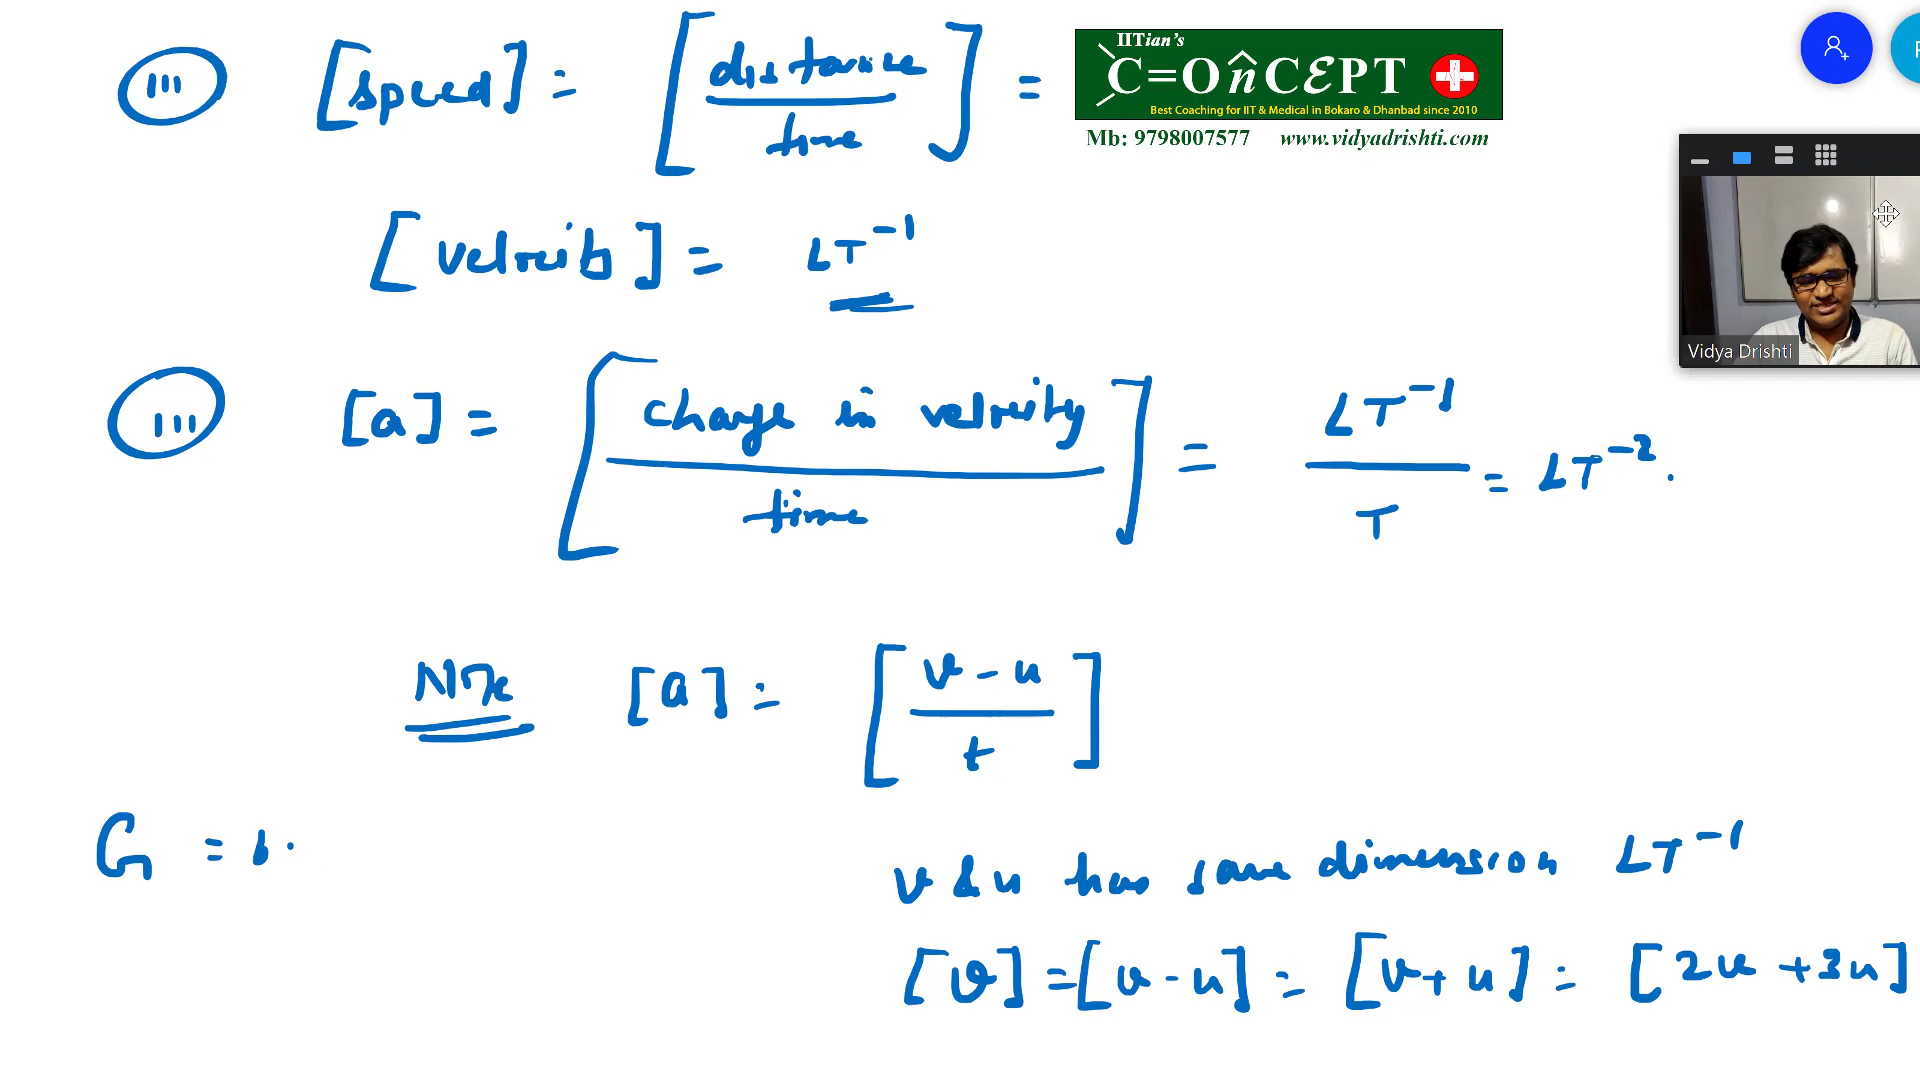 III [speed] = [distance / time] =
IITian's
C=On̂CƐPT
Best Coaching for IIT & Medical in Bokaro & Dhanbad since 2010
Mb: 9798007577 www.vidyadrishti.com
[velocity] = LT⁻¹
Vidya Drishti
III [a] = [change in velocity / time] = LT⁻¹ / T = LT⁻².
Note [a] = [v - u / t]
G = 6.
v & u has same dimension LT⁻¹
[v] = [v - u] = [v + u] = [2v + 3u]